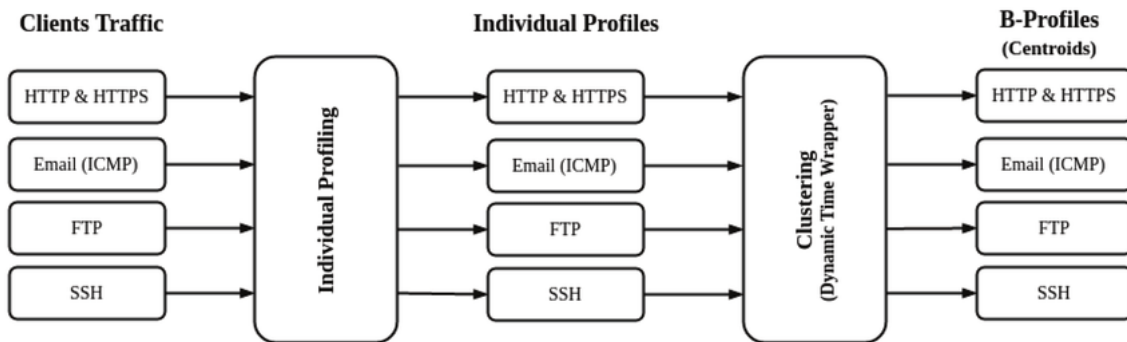 Clients Traffic
Individual Profiles
B-Profiles
(Centroids)
HTTP & HTTPS
Email (ICMP)
FTP
SSH
Individual Profiling
HTTP & HTTPS
Email (ICMP)
FTP
SSH
Clustering
(Dynamic Time Wrapper)
HTTP & HTTPS
Email (ICMP)
FTP
SSH